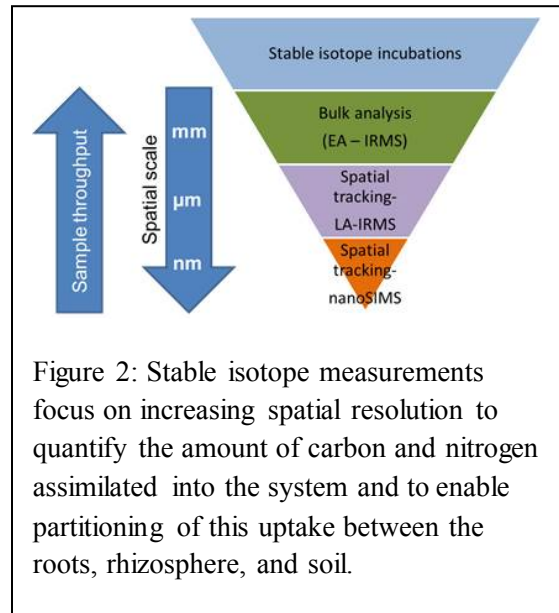 Sample throughput
Spatial scale
mm
µm
nm
Stable isotope incubations
Bulk analysis
(EA – IRMS)
Spatial
tracking-
LA-IRMS
Spatial
tracking-
nanoSIMS
Figure 2: Stable isotope measurements
focus on increasing spatial resolution to
quantify the amount of carbon and nitrogen
assimilated into the system and to enable
partitioning of this uptake between the
roots, rhizosphere, and soil.